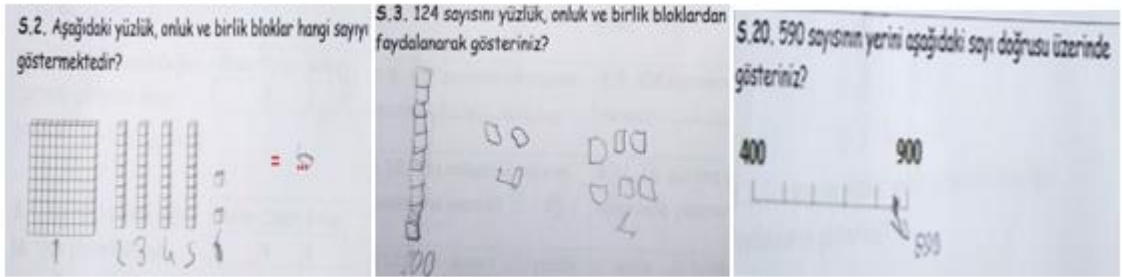 S.2. Aşağıdaki yüzlük, onluk ve birlik bloklar hangi sayıyı
göstermektedir?
=
1 2 3 4 5 6
S.3. 124 sayısını yüzlük, onluk ve birlik bloklardan
faydalanarak gösteriniz?
2
4
100
S.20. 590 sayısının yerini aşağıdaki sayı doğrusu üzerinde
gösteriniz?
400 900